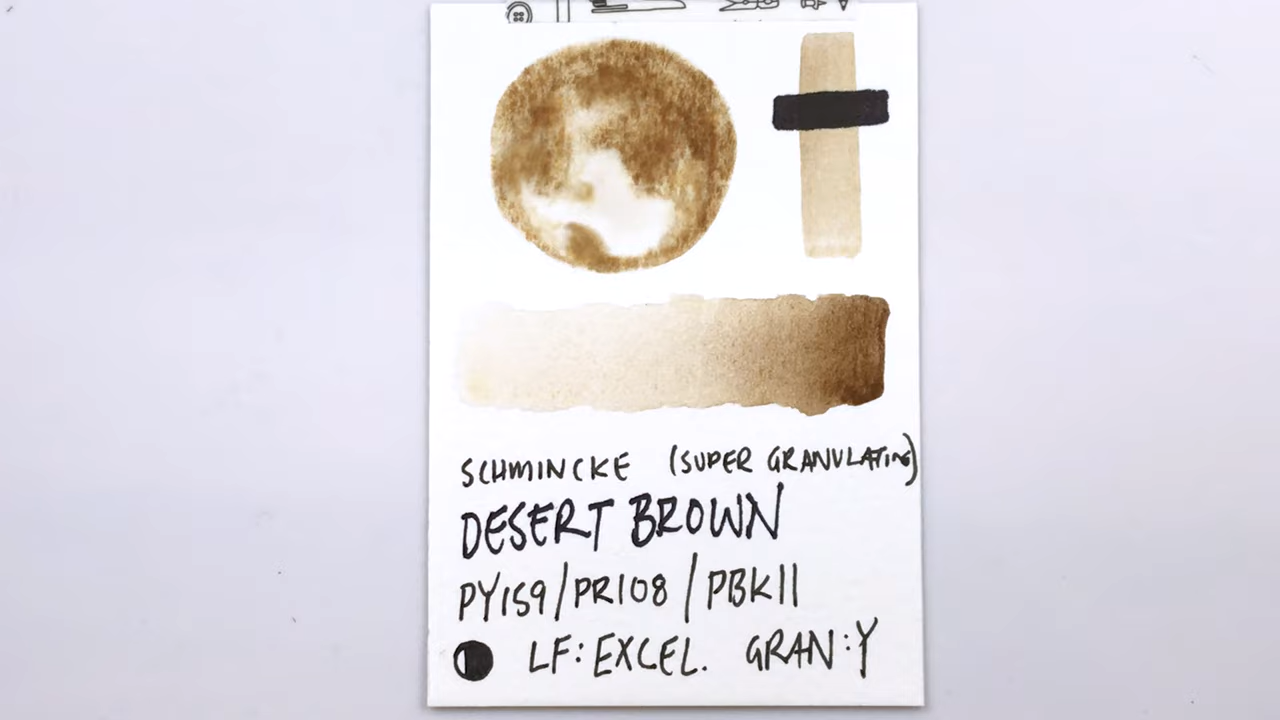 SCHMINCKE (SUPER GRANULATING)
DESERT BROWN
PY159/PR108/PBK11
LF: EXCEL. GRAN: Y